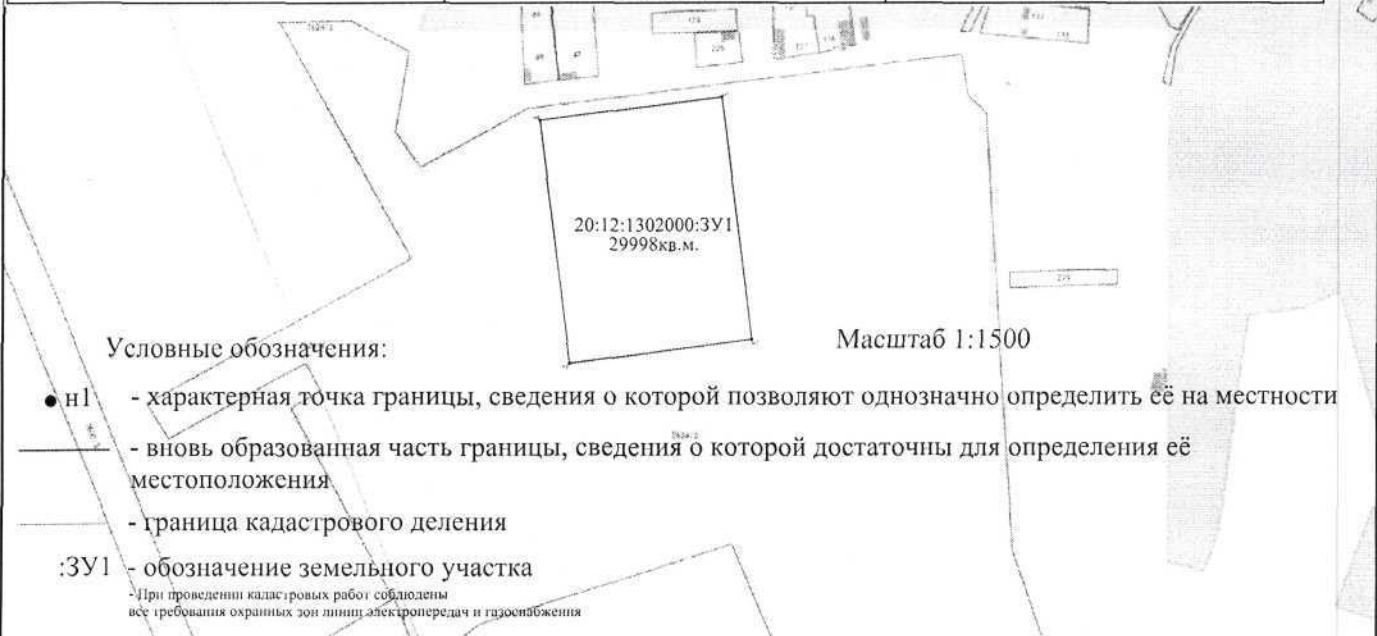 20:12:1302000:ЗУ1
29998кв.м.
Масштаб 1:1500
Условные обозначения:
н1 - характерная точка границы, сведения о которой позволяют однозначно определить её на местности
- вновь образованная часть границы, сведения о которой достаточны для определения её
местоположения
- граница кадастрового деления
:ЗУ1 - обозначение земельного участка
- При проведении кадастровых работ соблюдены
все требования охранных зон линии электропередач и газоснабжения